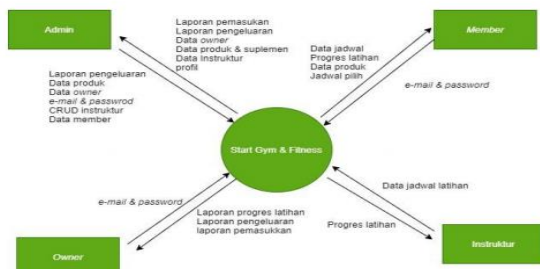 Admin
Laporan pemasukan
Laporan pengeluaran
Data owner
Data produk & suplemen
Data instruktur
profil
Member
Data jadwal
Progres latihan
Data produk
Jadwal pilih
e-mail & password
Laporan pengeluaran
Data produk
Data owner
e-mail & passwrod
CRUD instruktur
Data member
Start Gym & Fitness
e-mail & password
Laporan progres latihan
Laporan pengeluaran
laporan pemasukkan
Owner
Data jadwal latihan
Progres latihan
Instruktur